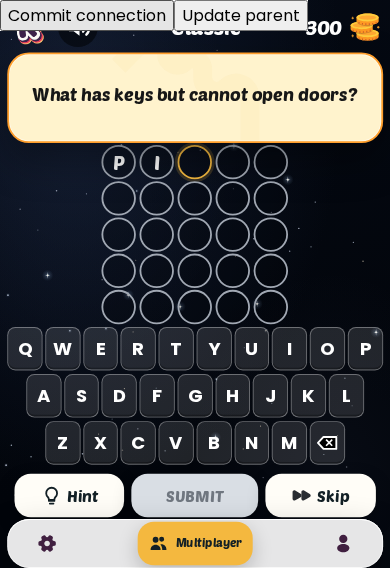 Commit connection Update parent
Classic 300
What has keys but cannot open doors?
P I
Q W E R T Y U I O P
A S D F G H J K L
Z X C V B N M
Hint SUBMIT Skip
Multiplayer